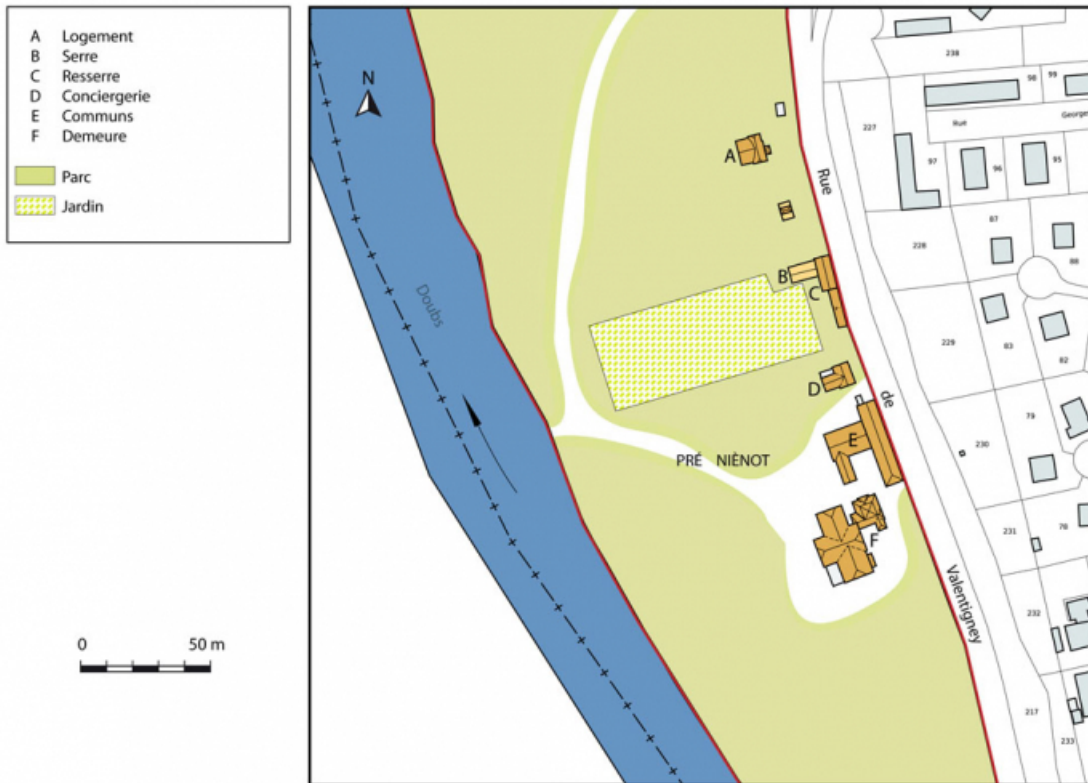 A Logement
B Serre
C Resserre
D Conciergerie
E Communs
F Demeure
Parc
Jardin
0 50 m
N
Doubs
PRÉ NIÈNOT
A
B
C
D
E
F
Rue
de
Valentigney
Rue
George
238
98
99
227
97
96
95
228
87
88
229
83
82
79
230
231
78
232
217
233